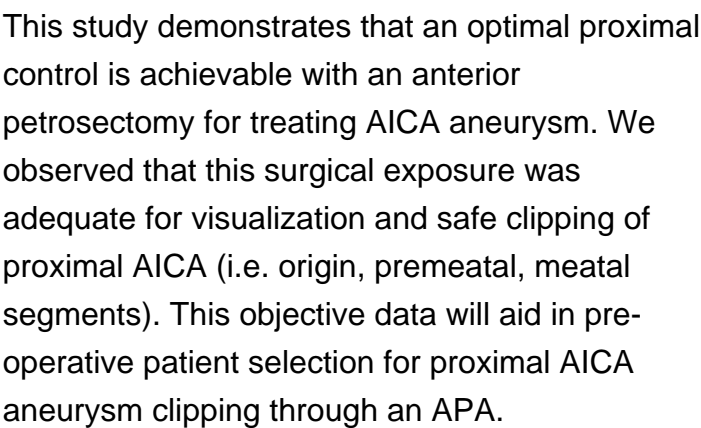 This study demonstrates that an optimal proximal
control is achievable with an anterior
petrosectomy for treating AICA aneurysm. We
observed that this surgical exposure was
adequate for visualization and safe clipping of
proximal AICA (i.e. origin, premeatal, meatal
segments). This objective data will aid in pre-
operative patient selection for proximal AICA
aneurysm clipping through an APA.